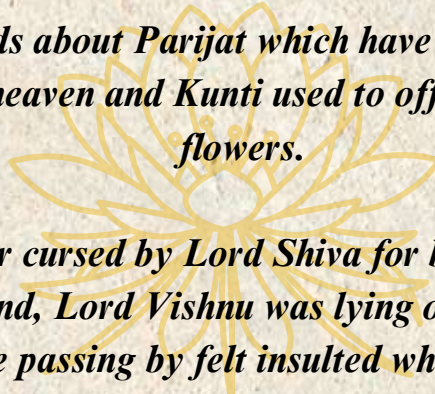 ds about Parijat which have
heaven and Kunti used to off
flowers.
r cursed by Lord Shiva for b
nd, Lord Vishnu was lying o
e passing by felt insulted wh